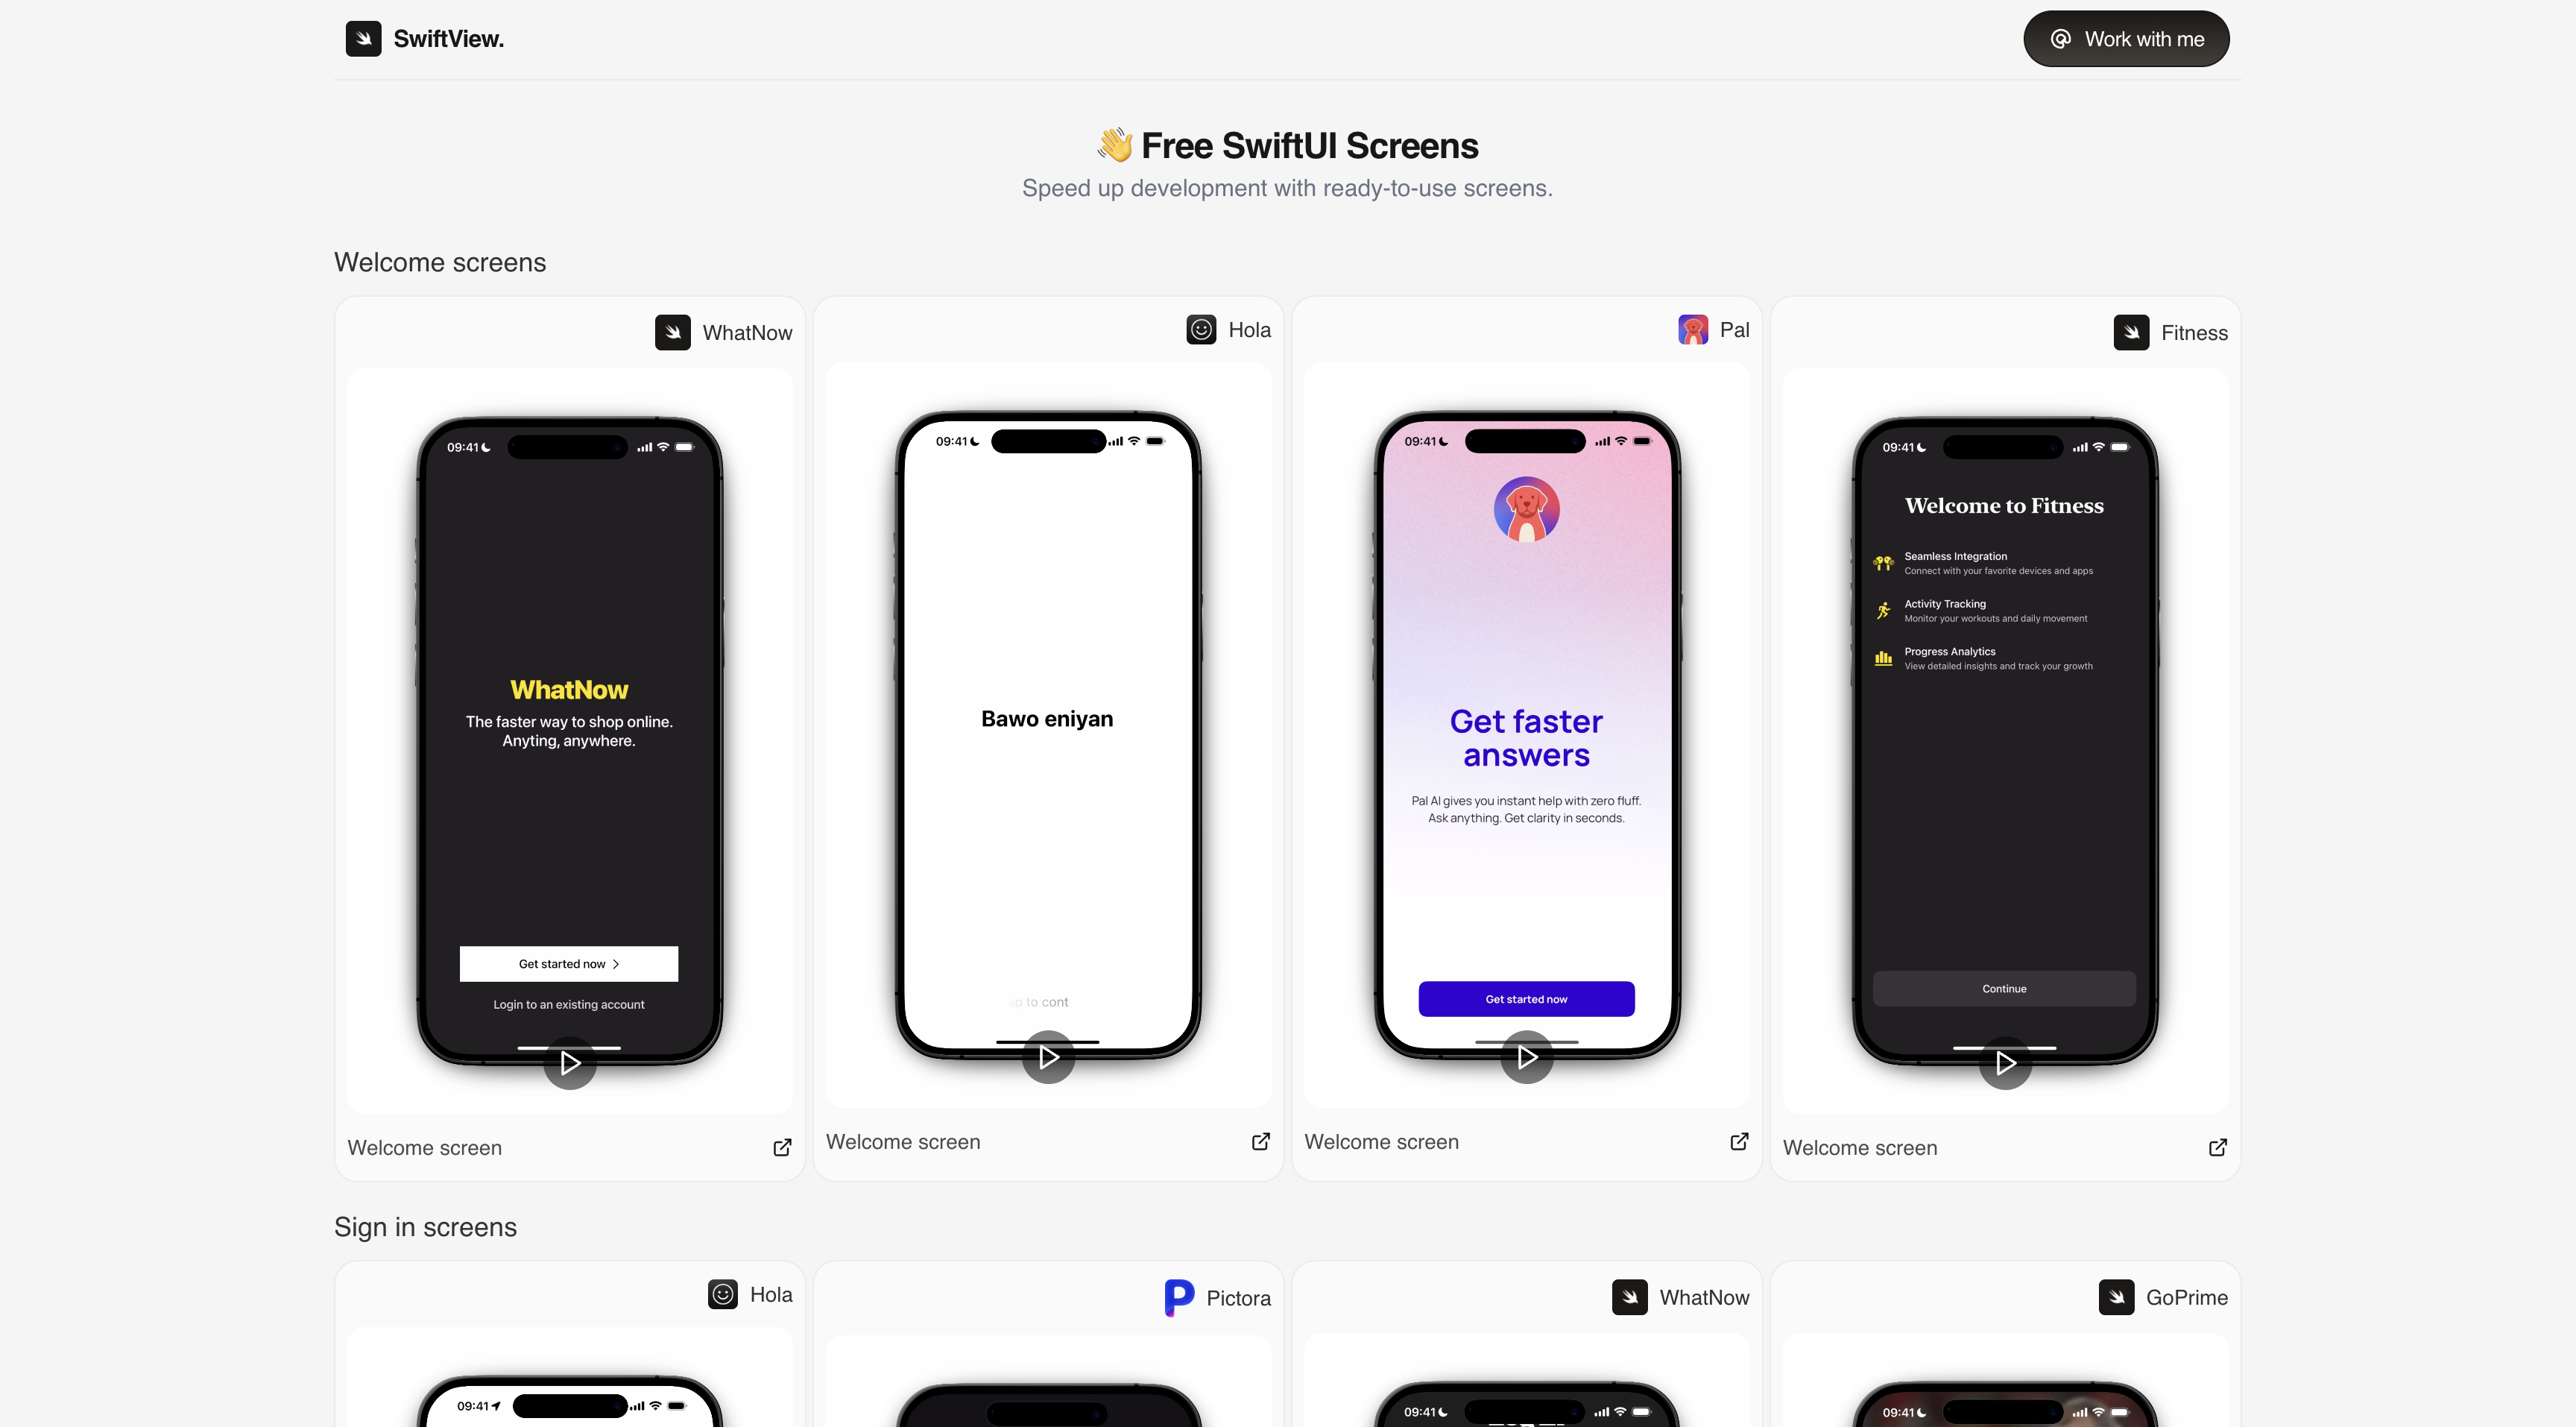 SwiftView.
Work with me
👋 Free SwiftUI Screens
Speed up development with ready-to-use screens.
Welcome screens
WhatNow
09:41
WhatNow
The faster way to shop online.
Anyting, anywhere.
Get started now
Login to an existing account
Welcome screen
Hola
09:41
Bawo eniyan
to cont
Welcome screen
Pal
09:41
Get faster
answers
Pal AI gives you instant help with zero fluff.
Ask anything. Get clarity in seconds.
Get started now
Welcome screen
Fitness
09:41
Welcome to Fitness
Seamless Integration
Connect with your favorite devices and apps
Activity Tracking
Monitor your workouts and daily movement
Progress Analytics
View detailed insights and track your growth
Continue
Welcome screen
Sign in screens
Hola
09:41
Pictora
WhatNow
09:41
GoPrime
09:41